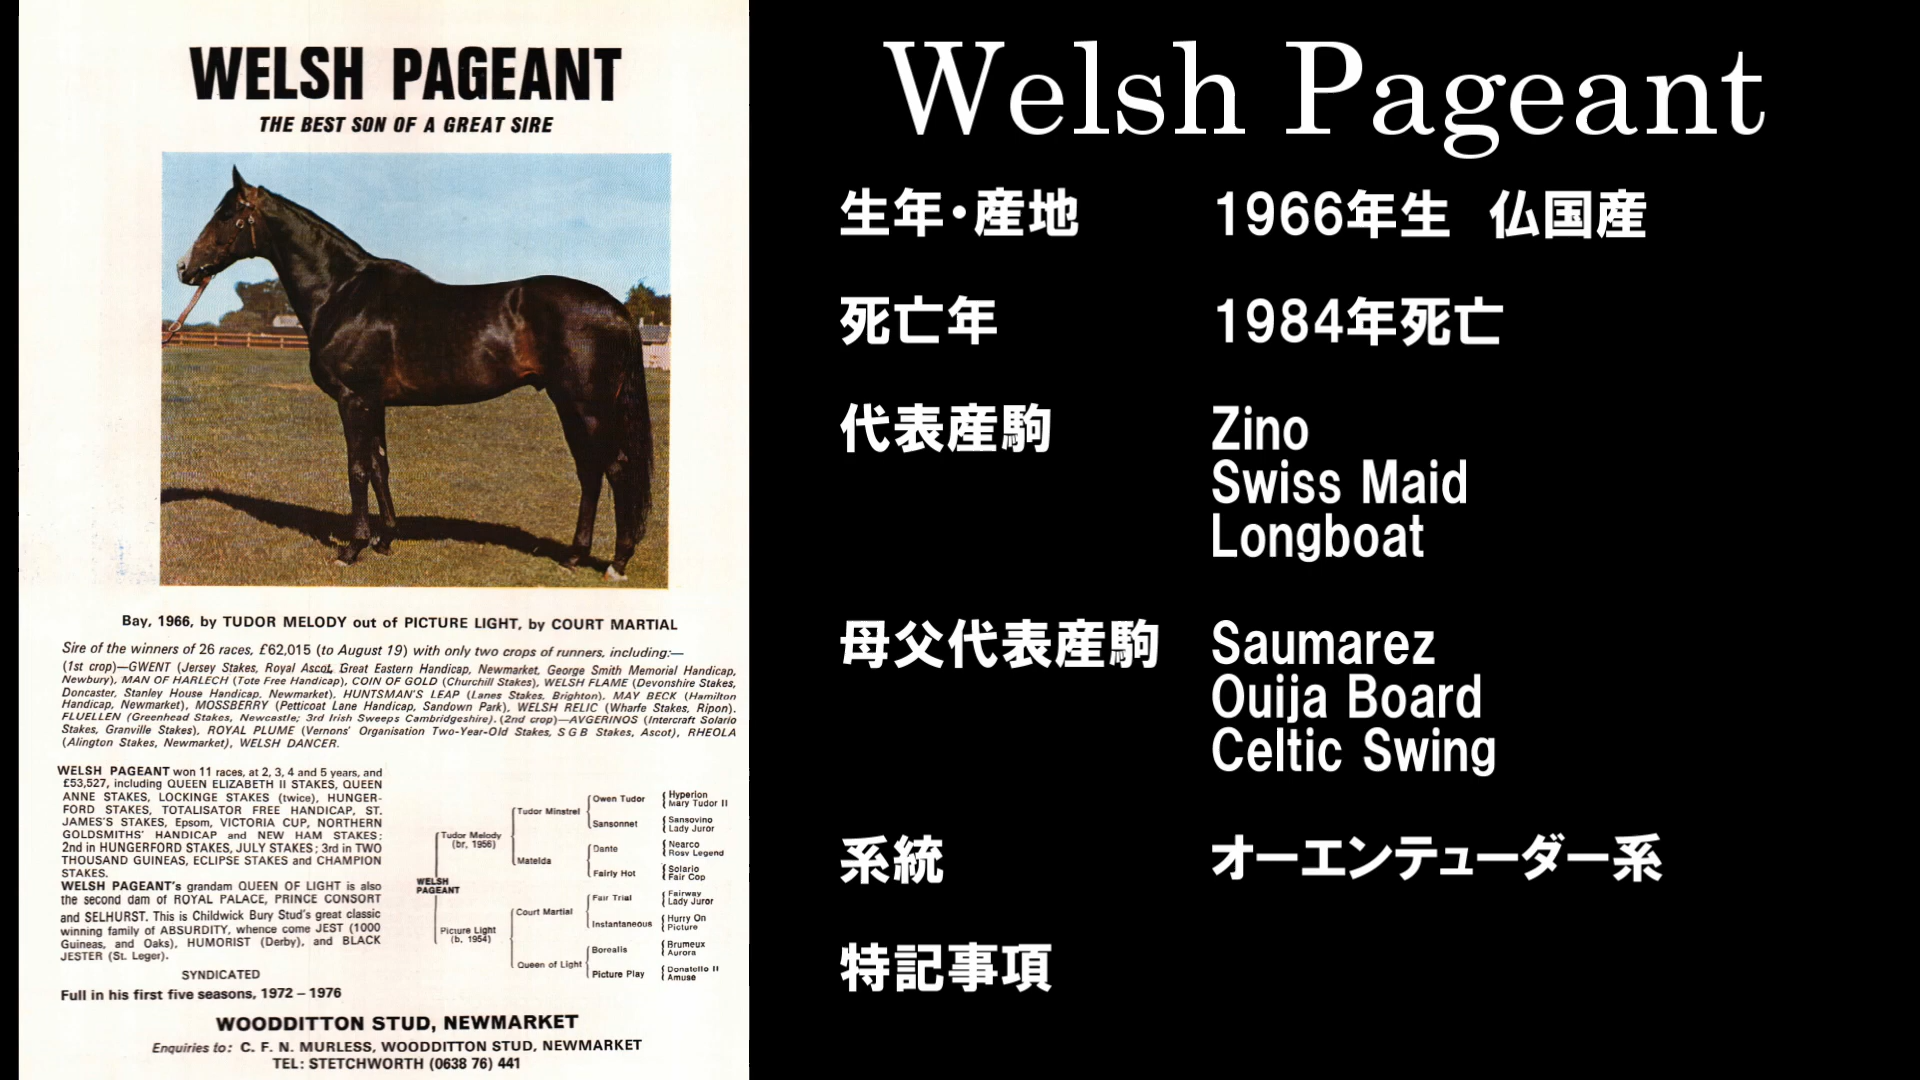 WELSH PAGEANT
THE BEST SON OF A GREAT SIRE
Bay, 1966, by TUDOR MELODY out of PICTURE LIGHT, by COURT MARTIAL
Sire of the winners of 26 races, £62,015 (to August 19) with only two crops of runners, including:—
(1st crop)—GWENT (Jersey Stakes, Royal Ascot, Great Eastern Handicap, Newmarket, George Smith Memorial Handicap,
Newbury), MAN OF HARLECH (Tote Free Handicap), COIN OF GOLD (Churchill Stakes), WELSH FLAME (Devonshire Stakes,
Doncaster, Stanley House Handicap, Newmarket), HUNTSMAN'S LEAP (Lanes Stakes, Brighton), MAY BECK (Hamilton
Handicap, Newmarket), MOSSBERRY (Petticoat Lane Handicap, Sandown Park), WELSH RELIC (Wharfe Stakes, Ripon).
FLUELLEN (Greenhead Stakes, Newcastle; 3rd Irish Sweeps Cambridgeshire). (2nd crop)—AVGERINOS (Intercraft Solario
Stakes, Granville Stakes), ROYAL PLUME (Vernons' Organisation Two-Year-Old Stakes, S G B Stakes, Ascot), RHEOLA
(Alington Stakes, Newmarket), WELSH DANCER.
WELSH PAGEANT won 11 races, at 2, 3, 4 and 5 years, and
£53,527, including QUEEN ELIZABETH II STAKES, QUEEN
ANNE STAKES, LOCKINGE STAKES (twice), HUNGER-
FORD STAKES, TOTALISATOR FREE HANDICAP, ST.
JAMES'S STAKES, Epsom, VICTORIA CUP, NORTHERN
GOLDSMITHS' HANDICAP and NEW HAM STAKES;
2nd in HUNGERFORD STAKES, JULY STAKES; 3rd in TWO
THOUSAND GUINEAS, ECLIPSE STAKES and CHAMPION
STAKES.
WELSH PAGEANT's grandam QUEEN OF LIGHT is also
the second dam of ROYAL PALACE, PRINCE CONSORT
and SELHURST. This is Childwick Bury Stud's great classic
winning family of ABSURDITY, whence come JEST (1000
Guineas, and Oaks), HUMORIST (Derby), and BLACK
JESTER (St. Leger).
SYNDICATED
Full in his first five seasons, 1972 – 1976
WELSH
PAGEANT
Tudor Melody
(br, 1956)
Picture Light
(b, 1954)
Tudor Minstrel
Matelda
Court Martial
Queen of Light
Owen Tudor
Sansonnet
Dante
Fairly Hot
Fair Trial
Instantaneous
Borealis
Picture Play
Hyperion
Mary Tudor II
Sansovino
Lady Juror
Nearco
Rosy Legend
Solario
Fair Cop
Fairway
Lady Juror
Hurry On
Picture
Brumeux
Aurora
Donatello II
Amuse
WOODDITTON STUD, NEWMARKET
Enquiries to: C. F. N. MURLESS, WOODDITTON STUD, NEWMARKET
TEL: STETCHWORTH (0638 76) 441
Welsh Pageant
生年・産地 1966年生 仏国産
死亡年 1984年死亡
代表産駒 Zino
Swiss Maid
Longboat
母父代表産駒 Saumarez
Ouija Board
Celtic Swing
系統 オーエンテューダー系
特記事項